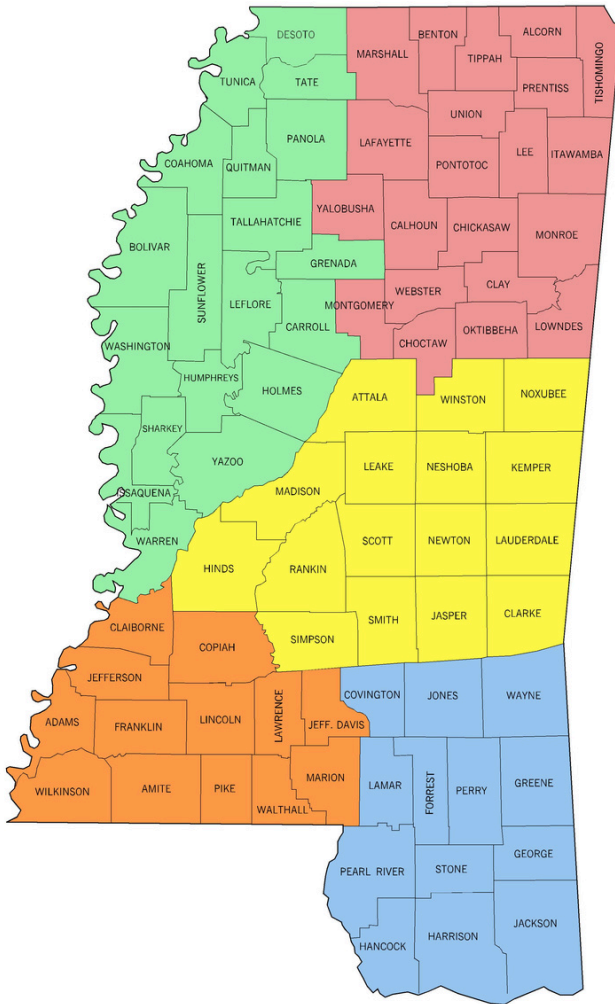 DESOTO
MARSHALL
BENTON
TIPPAH
ALCORN
TISHOMINGO
TUNICA
TATE
PRENTISS
UNION
PANOLA
LAFAYETTE
PONTOTOC
LEE
ITAWAMBA
COAHOMA
QUITMAN
YALOBUSHA
TALLAHATCHIE
CALHOUN
CHICKASAW
MONROE
BOLIVAR
SUNFLOWER
GRENADA
LEFLORE
CARROLL
MONTGOMERY
WEBSTER
CLAY
WASHINGTON
CHOCTAW
OKTIBBEHA
LOWNDES
HUMPHREYS
HOLMES
ATTALA
WINSTON
NOXUBEE
SHARKEY
YAZOO
LEAKE
NESHOBA
KEMPER
ISSAQUENA
MADISON
WARREN
HINDS
RANKIN
SCOTT
NEWTON
LAUDERDALE
CLAIBORNE
COPIAH
SIMPSON
SMITH
JASPER
CLARKE
JEFFERSON
ADAMS
FRANKLIN
LINCOLN
LAWRENCE
JEFF. DAVIS
COVINGTON
JONES
WAYNE
WILKINSON
AMITE
PIKE
WALTHALL
MARION
LAMAR
FORREST
PERRY
GREENE
PEARL RIVER
STONE
GEORGE
HANCOCK
HARRISON
JACKSON